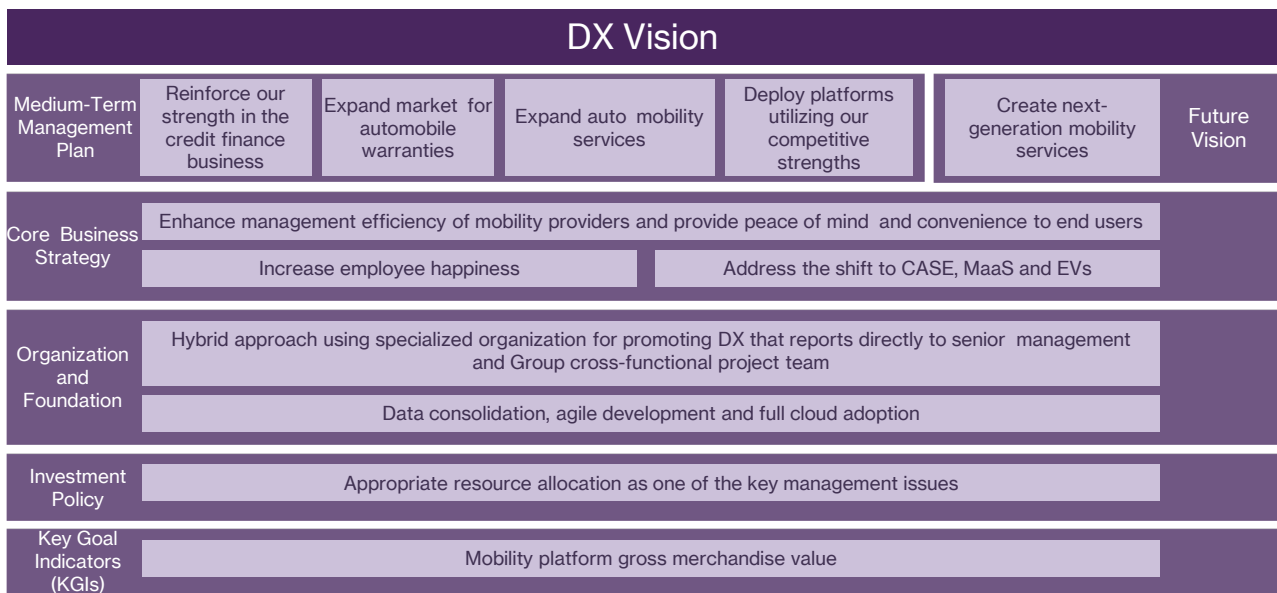 DX Vision
Medium-Term
Management
Plan
Reinforce our
strength in the
credit finance
business
Expand market for
automobile
warranties
Expand auto mobility
services
Deploy platforms
utilizing our
competitive
strengths
Create next-
generation mobility
services
Future
Vision
Core Business
Strategy
Enhance management efficiency of mobility providers and provide peace of mind and convenience to end users
Increase employee happiness
Address the shift to CASE, MaaS and EVs
Organization
and
Foundation
Hybrid approach using specialized organization for promoting DX that reports directly to senior management
and Group cross-functional project team
Data consolidation, agile development and full cloud adoption
Investment
Policy
Appropriate resource allocation as one of the key management issues
Key Goal
Indicators
(KGIs)
Mobility platform gross merchandise value